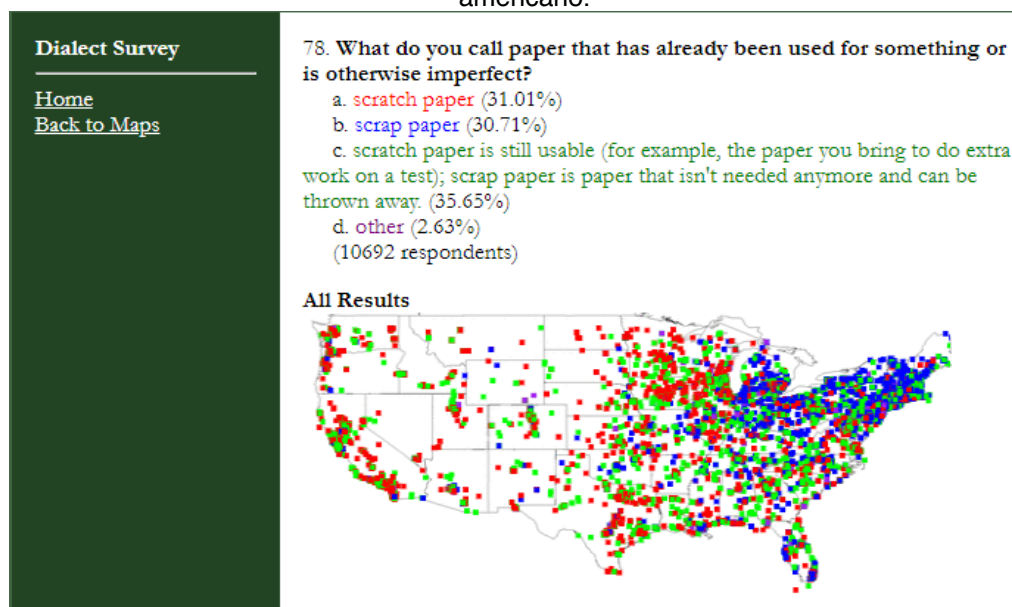 americano.
Dialect Survey
Home
Back to Maps
78. What do you call paper that has already been used for something or
is otherwise imperfect?
a. scratch paper (31.01%)
b. scrap paper (30.71%)
c. scratch paper is still usable (for example, the paper you bring to do extra
work on a test); scrap paper is paper that isn't needed anymore and can be
thrown away. (35.65%)
d. other (2.63%)
(10692 respondents)
All Results